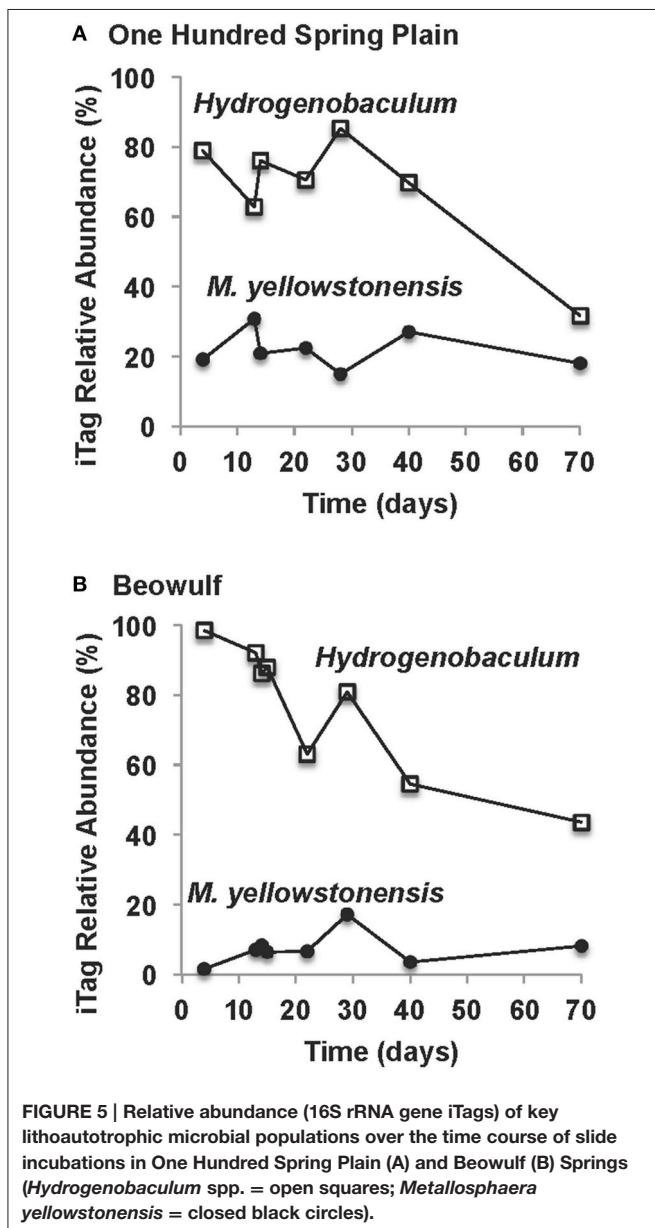 A One Hundred Spring Plain
iTag Relative Abundance (%)
100
80
60
40
20
0
Hydrogenobaculum
M. yellowstonensis
0 10 20 30 40 50 60 70
Time (days)
B Beowulf
iTag Relative Abundance (%)
100
80
60
40
20
0
Hydrogenobaculum
M. yellowstonensis
0 10 20 30 40 50 60 70
Time (days)
FIGURE 5 | Relative abundance (16S rRNA gene iTags) of key
lithoautotrophic microbial populations over the time course of slide
incubations in One Hundred Spring Plain (A) and Beowulf (B) Springs
(Hydrogenobaculum spp. = open squares; Metallosphaera
yellowstonensis = closed black circles).